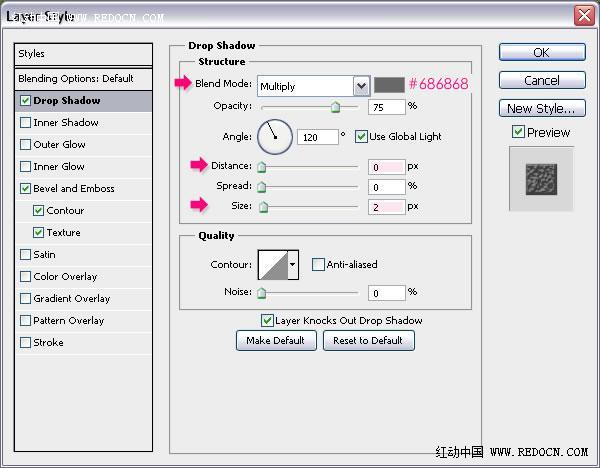 Layer Style
WWW.REDOCN.COM
Styles
Blending Options: Default
Drop Shadow
Inner Shadow
Outer Glow
Inner Glow
Bevel and Emboss
Contour
Texture
Satin
Color Overlay
Gradient Overlay
Pattern Overlay
Stroke
Drop Shadow
Structure
Blend Mode: Multiply #686868
Opacity: 75 %
Angle: 120 ° Use Global Light
Distance: 0 px
Spread: 0 %
Size: 2 px
Quality
Contour: Anti-aliased
Noise: 0 %
Layer Knocks Out Drop Shadow
Make Default Reset to Default
OK
Cancel
New Style...
Preview
红动中国 WWW.REDOCN.COM